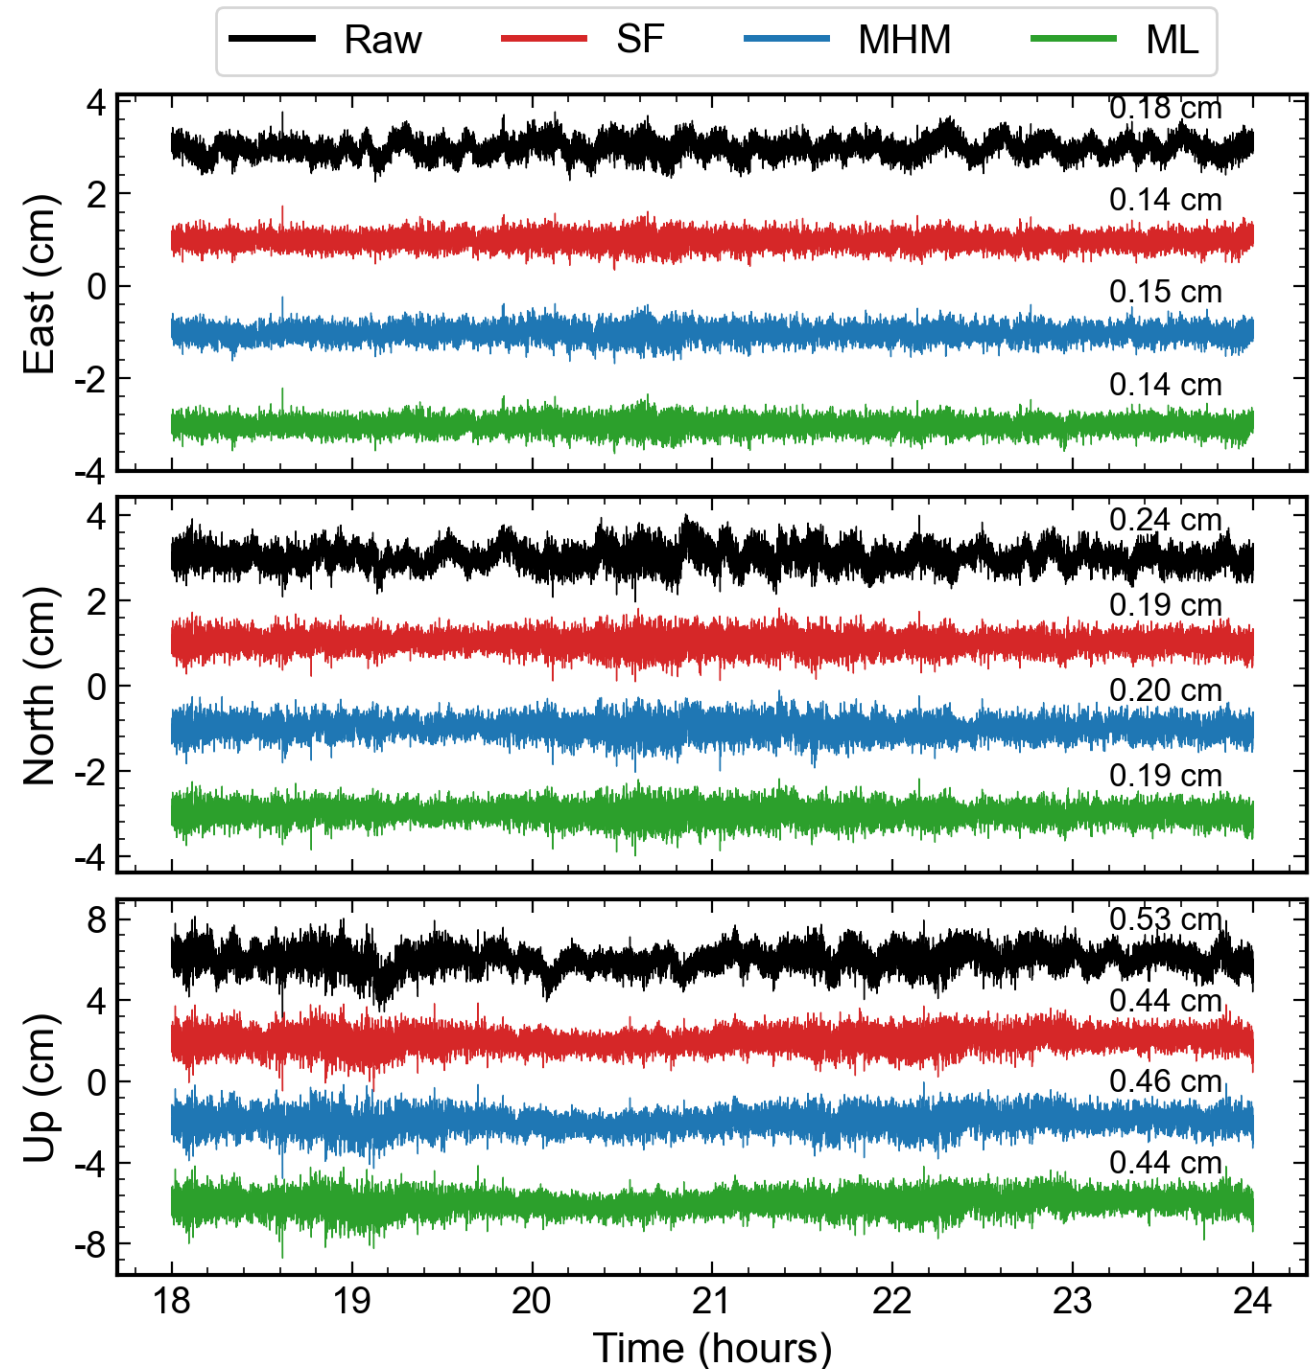 Raw SF MHM ML
4
2
0
-2
-4
East (cm)
0.18 cm
0.14 cm
0.15 cm
0.14 cm
4
2
0
-2
-4
North (cm)
0.24 cm
0.19 cm
0.20 cm
0.19 cm
8
4
0
-4
-8
Up (cm)
0.53 cm
0.44 cm
0.46 cm
0.44 cm
18 19 20 21 22 23 24
Time (hours)